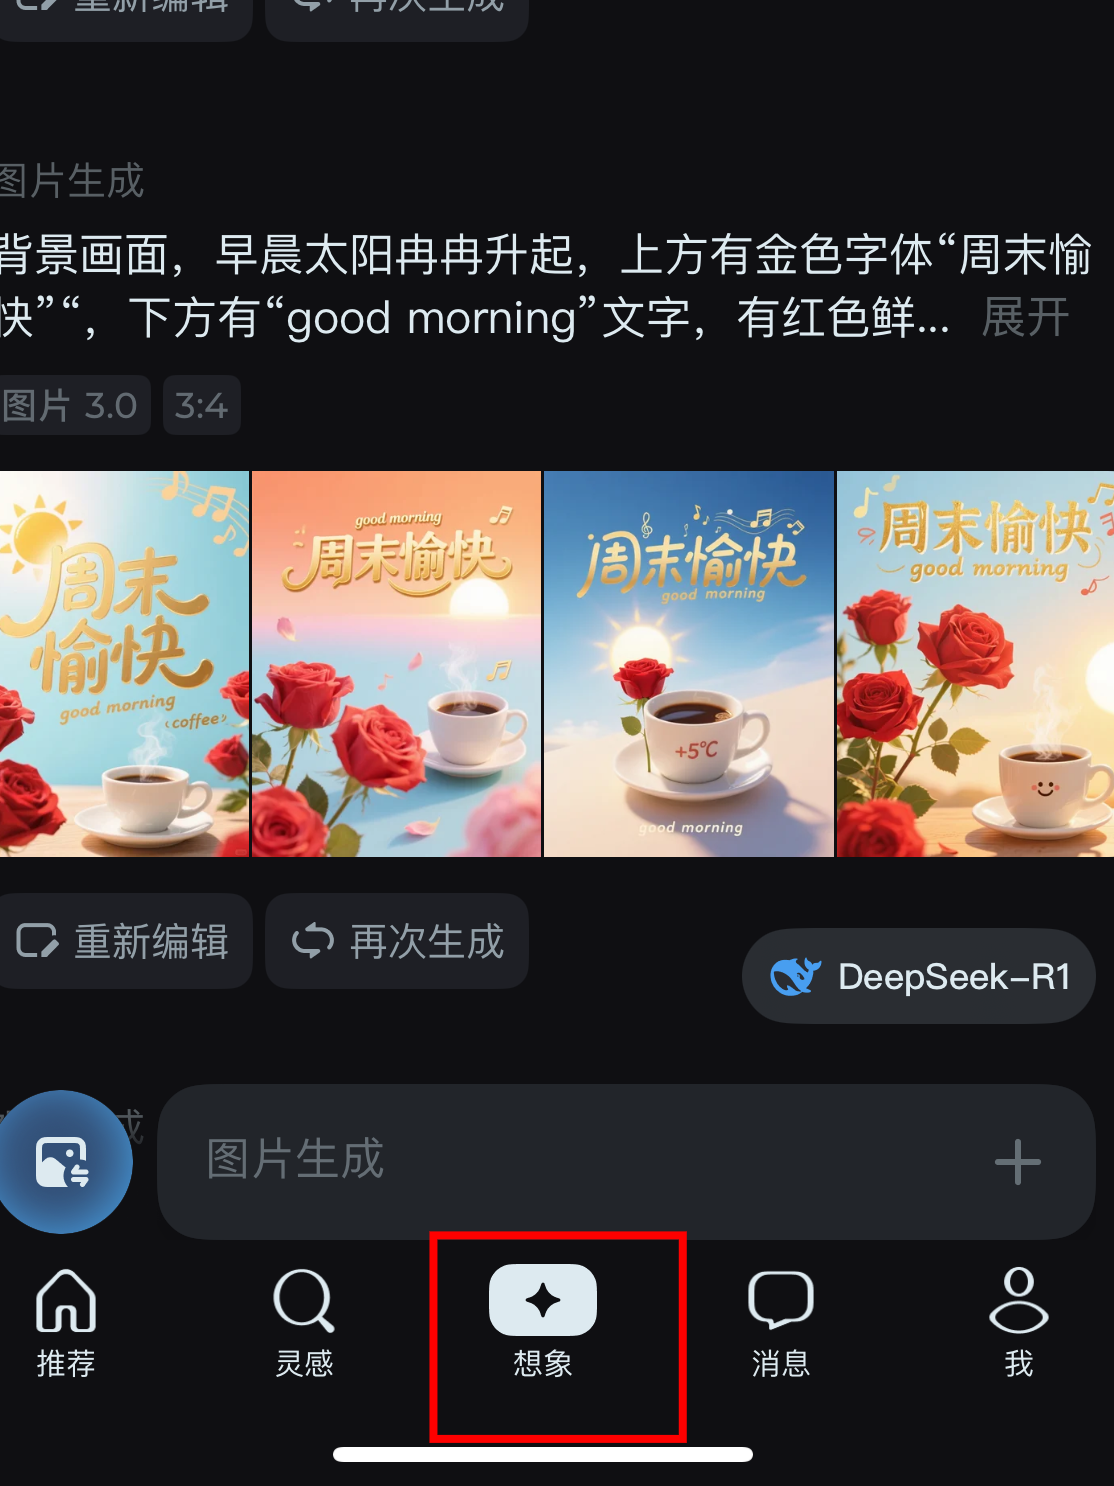 重新编辑 再次生成
图片生成
背景画面，早晨太阳冉冉升起，上方有金色字体“周末愉
快”“，下方有“good morning”文字，有红色鲜... 展开
图片 3.0 3:4
周末
愉快
good morning
‹coffee›
good morning
周末愉快
周末愉快
good morning
+5℃
good morning
周末愉快
good morning
重新编辑 再次生成
DeepSeek-R1
成
图片生成
推荐 灵感 想象 消息 我